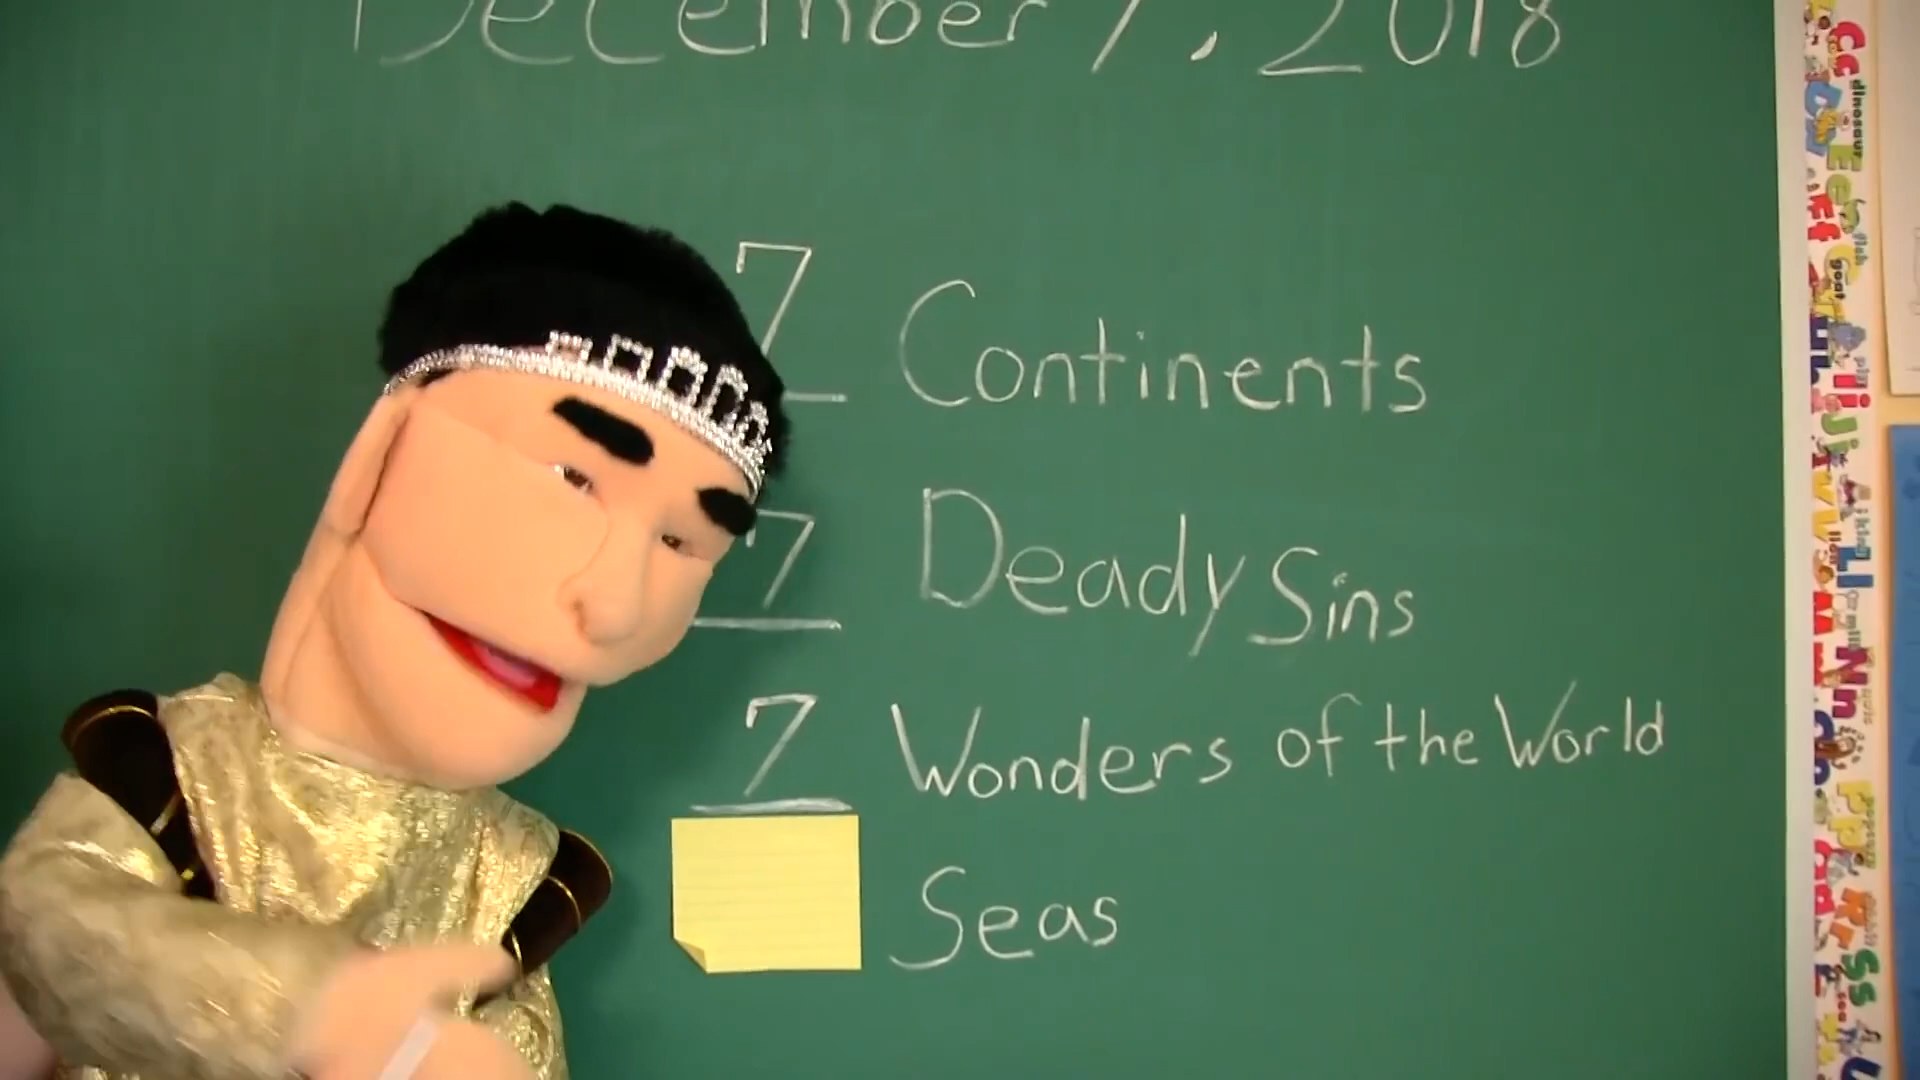 December 7, 2018
7 Continents
7 Deady Sins
7 Wonders of the World
Seas